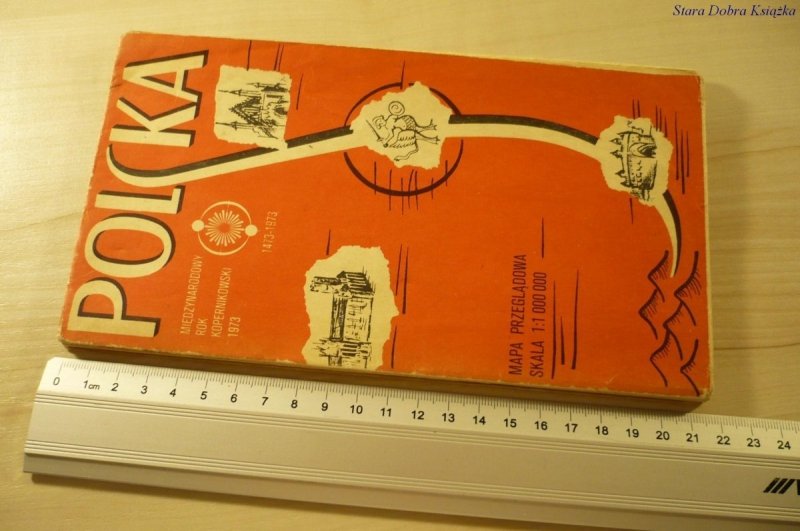 Stara Dobra Książka
POLSKA
MIĘDZYNARODOWY
ROK
KOPERNIKOWSKI
1973
1473-1973
MAPA PRZEGLĄDOWA
SKALA 1:1 000 000
0 1cm 2 3 4 5 6 7 8 9 10 11 12 13 14 15 16 17 18 19 20 21 22 23 24